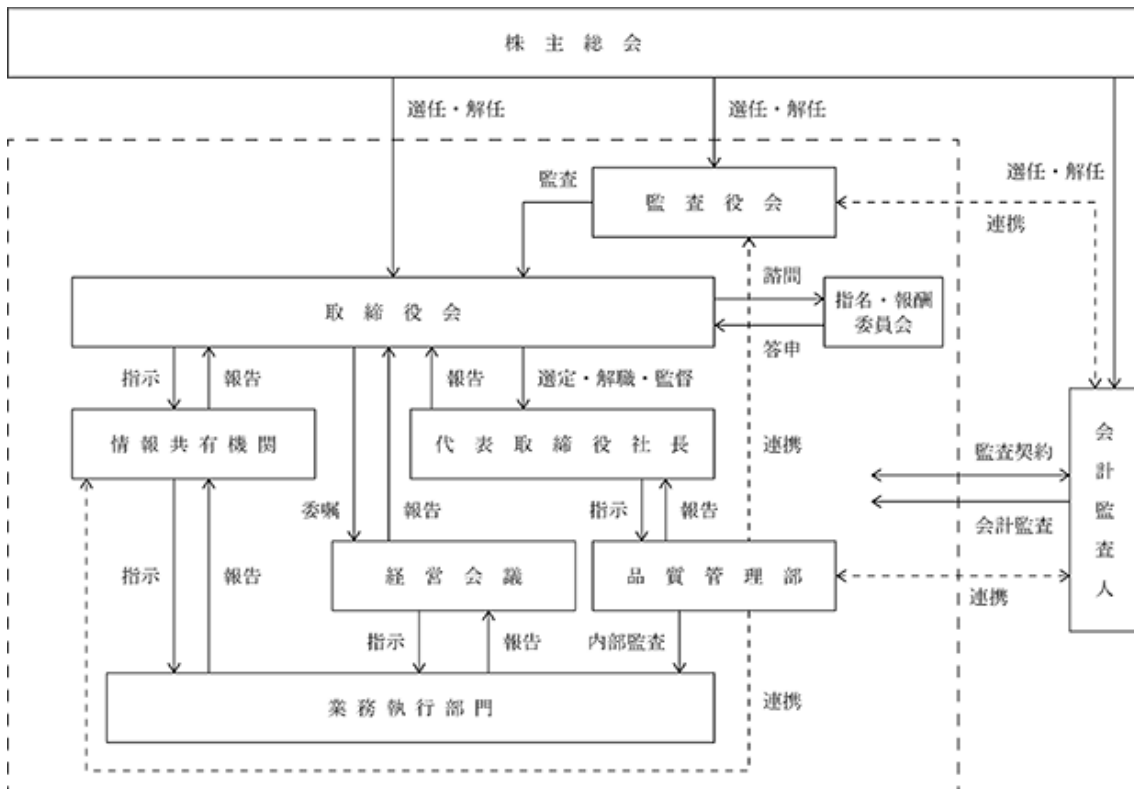 株主総会
選任・解任
選任・解任
選任・解任
監査
監査役会
連携
諮問
取締役会
指名・報酬
委員会
答申
指示
報告
報告
選定・解職・監督
情報共有機関
代表取締役社長
連携
監査契約
会計監査人
委嘱
報告
指示
報告
会計監査
指示
報告
経営会議
品質管理部
連携
指示
報告
内部監査
業務執行部門
連携